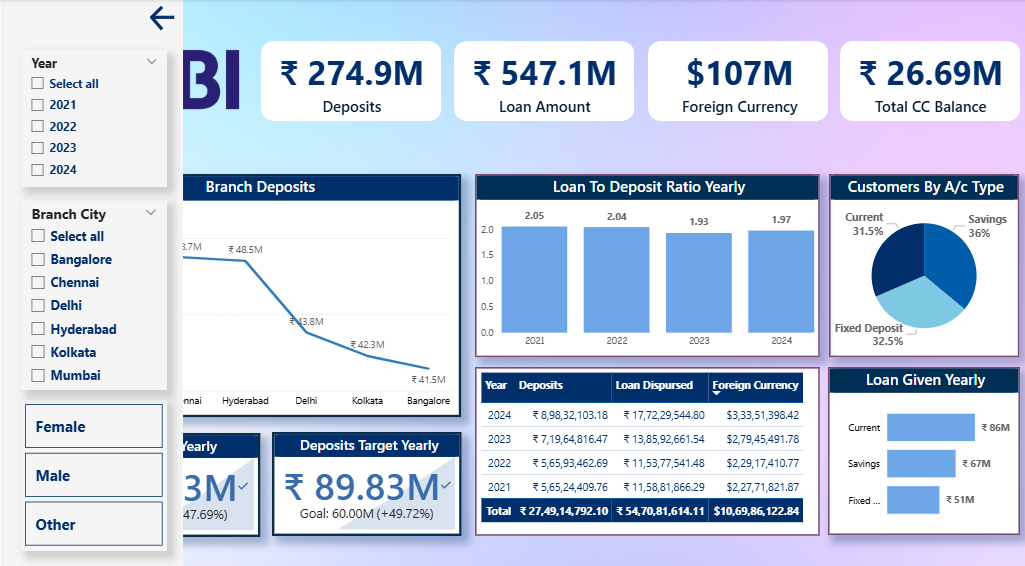 Year
Select all
2021
2022
2023
2024
Branch City
Select all
Bangalore
Chennai
Delhi
Hyderabad
Kolkata
Mumbai
Female
Male
Other
BI
₹ 274.9M
Deposits
₹ 547.1M
Loan Amount
$107M
Foreign Currency
₹ 26.69M
Total CC Balance
Branch Deposits
3.7M
₹ 48.5M
₹ 43.8M
₹ 42.3M
₹ 41.5M
nnai Hyderabad Delhi Kolkata Bangalore
Loan To Deposit Ratio Yearly
2.05 2.04 1.93 1.97
2.0
1.5
1.0
0.5
0.0
2021 2022 2023 2024
Customers By A/c Type
Current
31.5%
Savings
36%
Fixed Deposit
32.5%
Yearly
3M
47.69%)
Deposits Target Yearly
₹ 89.83M
Goal: 60.00M (+49.72%)
Year Deposits Loan Dispursed Foreign Currency
2024 ₹ 8,98,32,103.18 ₹ 17,72,29,544.80 $3,33,51,398.42
2023 ₹ 7,19,64,816.47 ₹ 13,85,92,661.54 $2,79,45,491.78
2022 ₹ 5,65,93,462.69 ₹ 11,53,77,541.48 $2,29,17,410.77
2021 ₹ 5,65,24,409.76 ₹ 11,58,81,866.29 $2,27,71,821.87
Total ₹ 27,49,14,792.10 ₹ 54,70,81,614.11 $10,69,86,122.84
Loan Given Yearly
Current ₹ 86M
Savings ₹ 67M
Fixed ... ₹ 51M